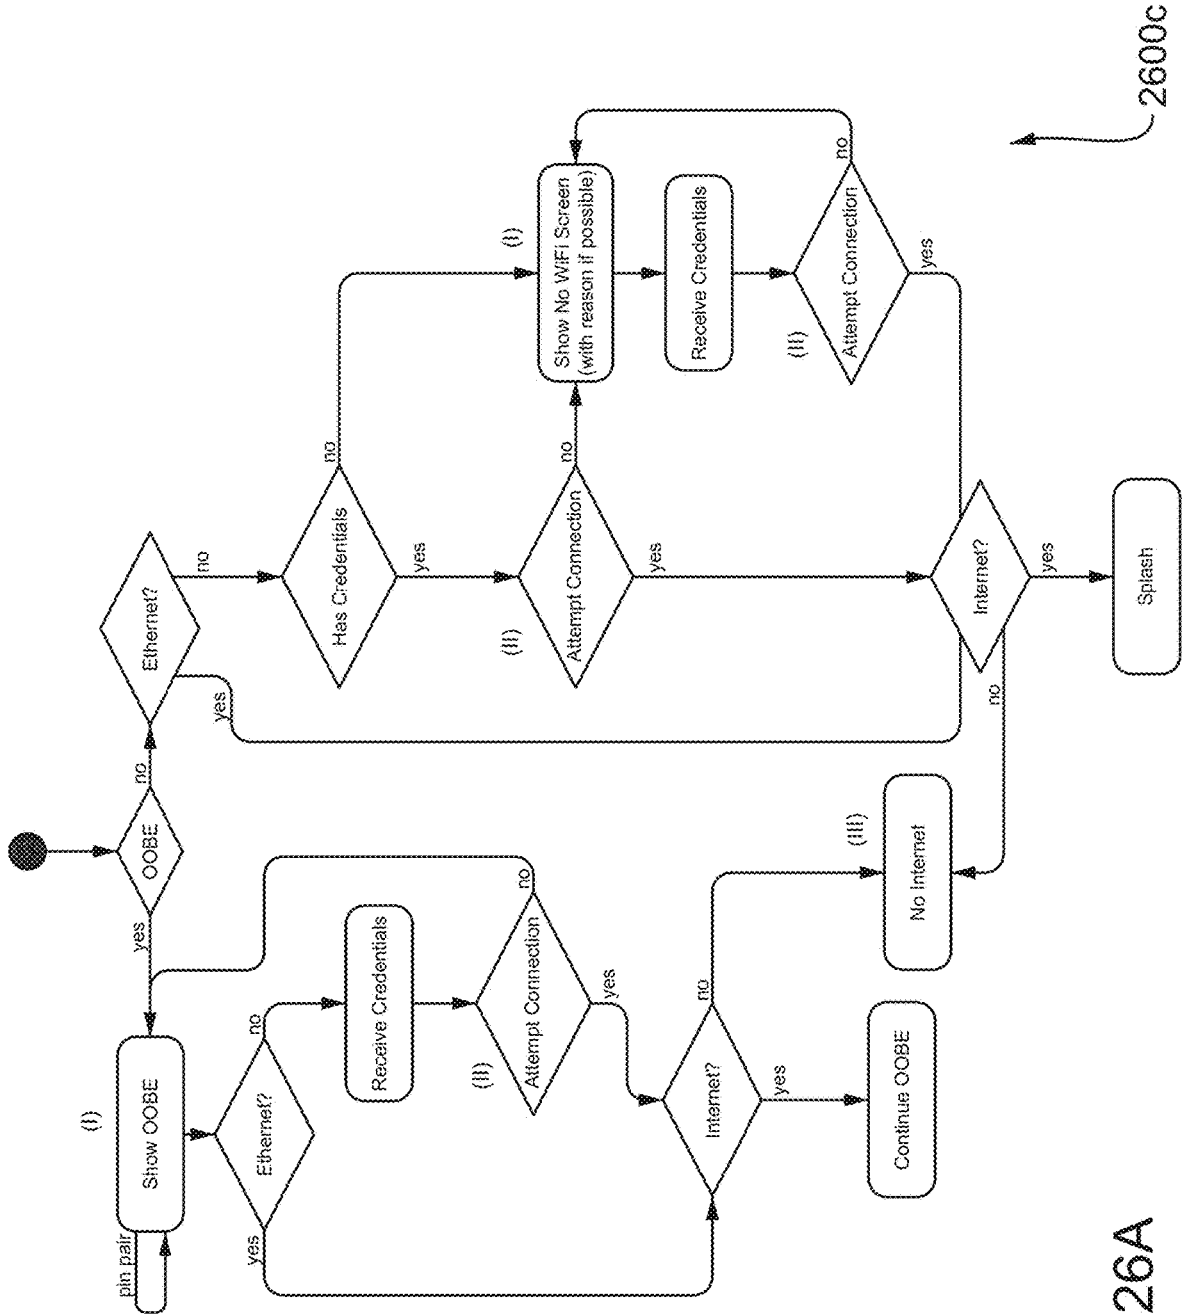 OOBE
yes
no
pin pair
Show OOBE
(I)
Ethernet?
yes
no
Receive Credentials
Attempt Connection
(II)
no
yes
Internet?
no
yes
Continue OOBE
No Internet
(III)
Ethernet?
yes
no
Has Credentials
no
yes
Attempt Connection
(II)
no
yes
Show No WiFi Screen
(with reason if possible)
(I)
Receive Credentials
Attempt Connection
(II)
no
yes
Internet?
no
yes
Splash
2600c
26A